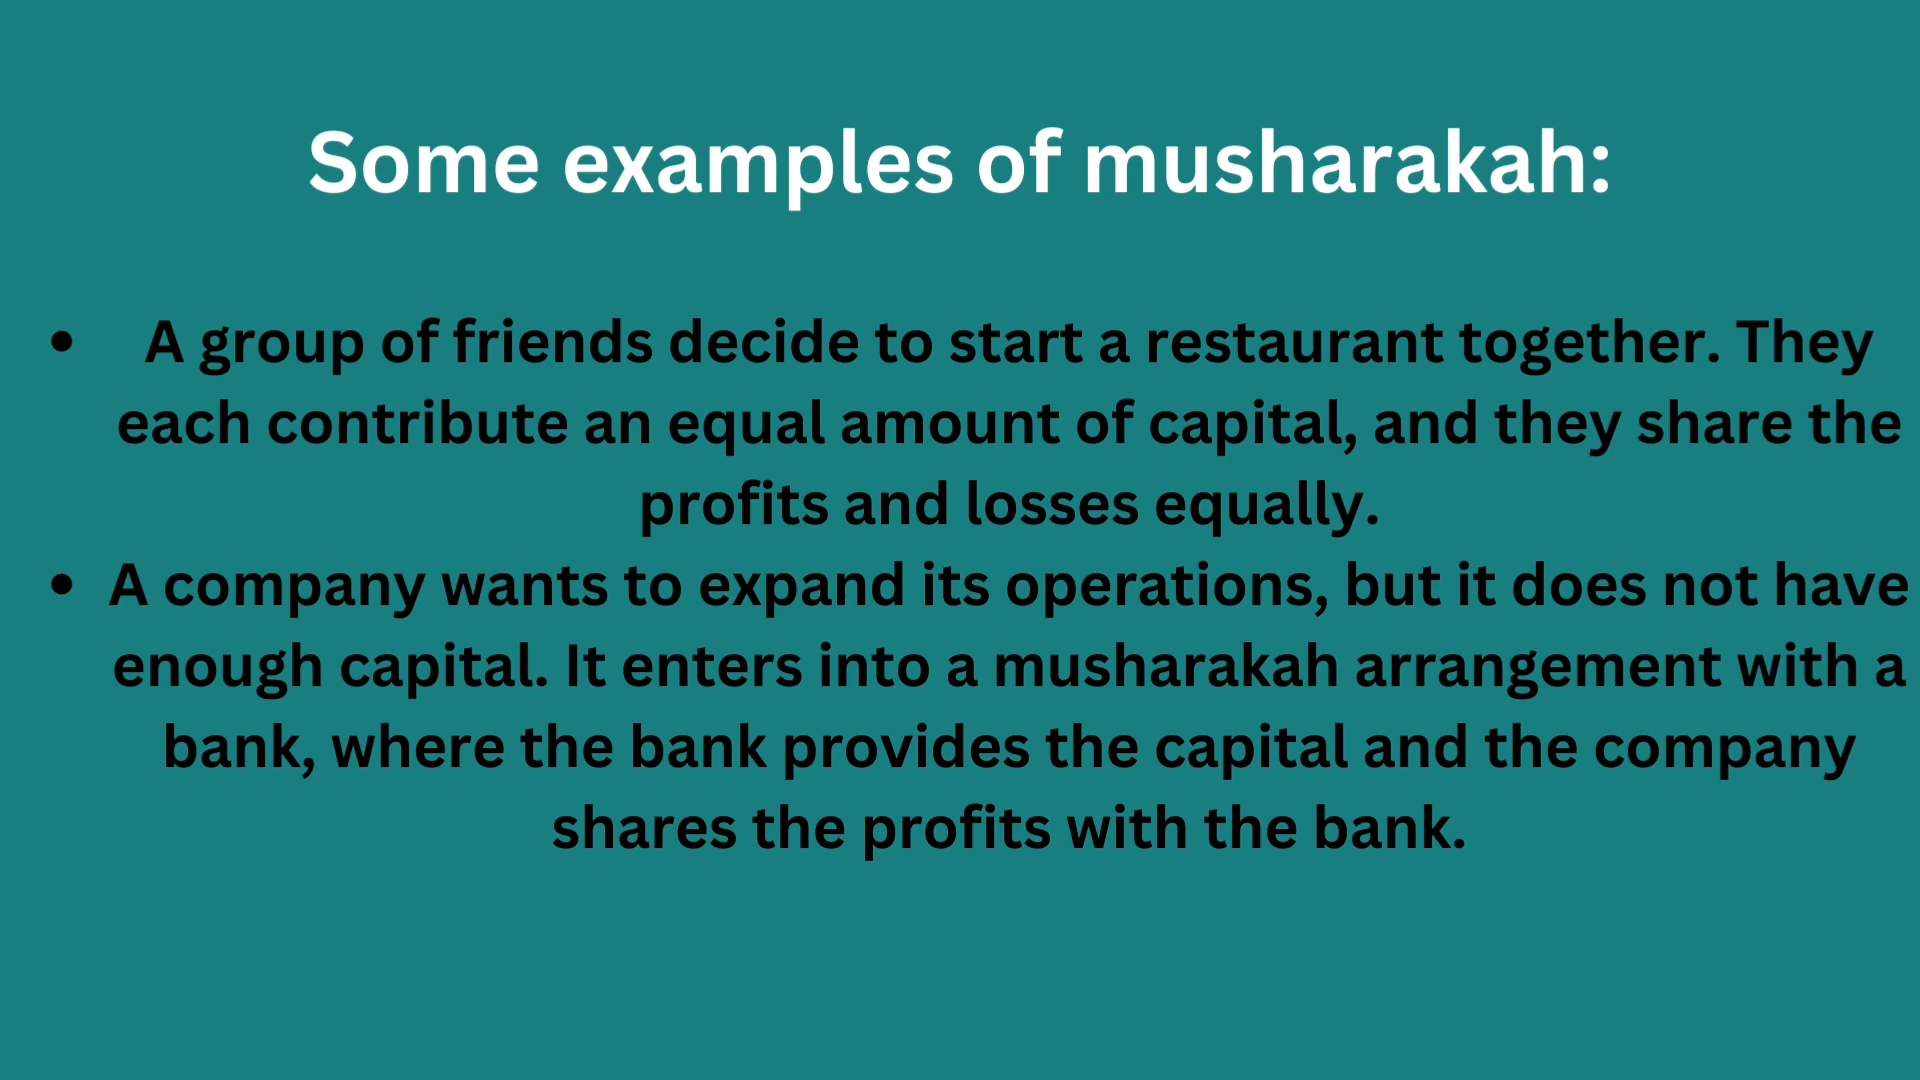 Some examples of musharakah:
• A group of friends decide to start a restaurant together. They
each contribute an equal amount of capital, and they share the
profits and losses equally.
• A company wants to expand its operations, but it does not have
enough capital. It enters into a musharakah arrangement with a
bank, where the bank provides the capital and the company
shares the profits with the bank.